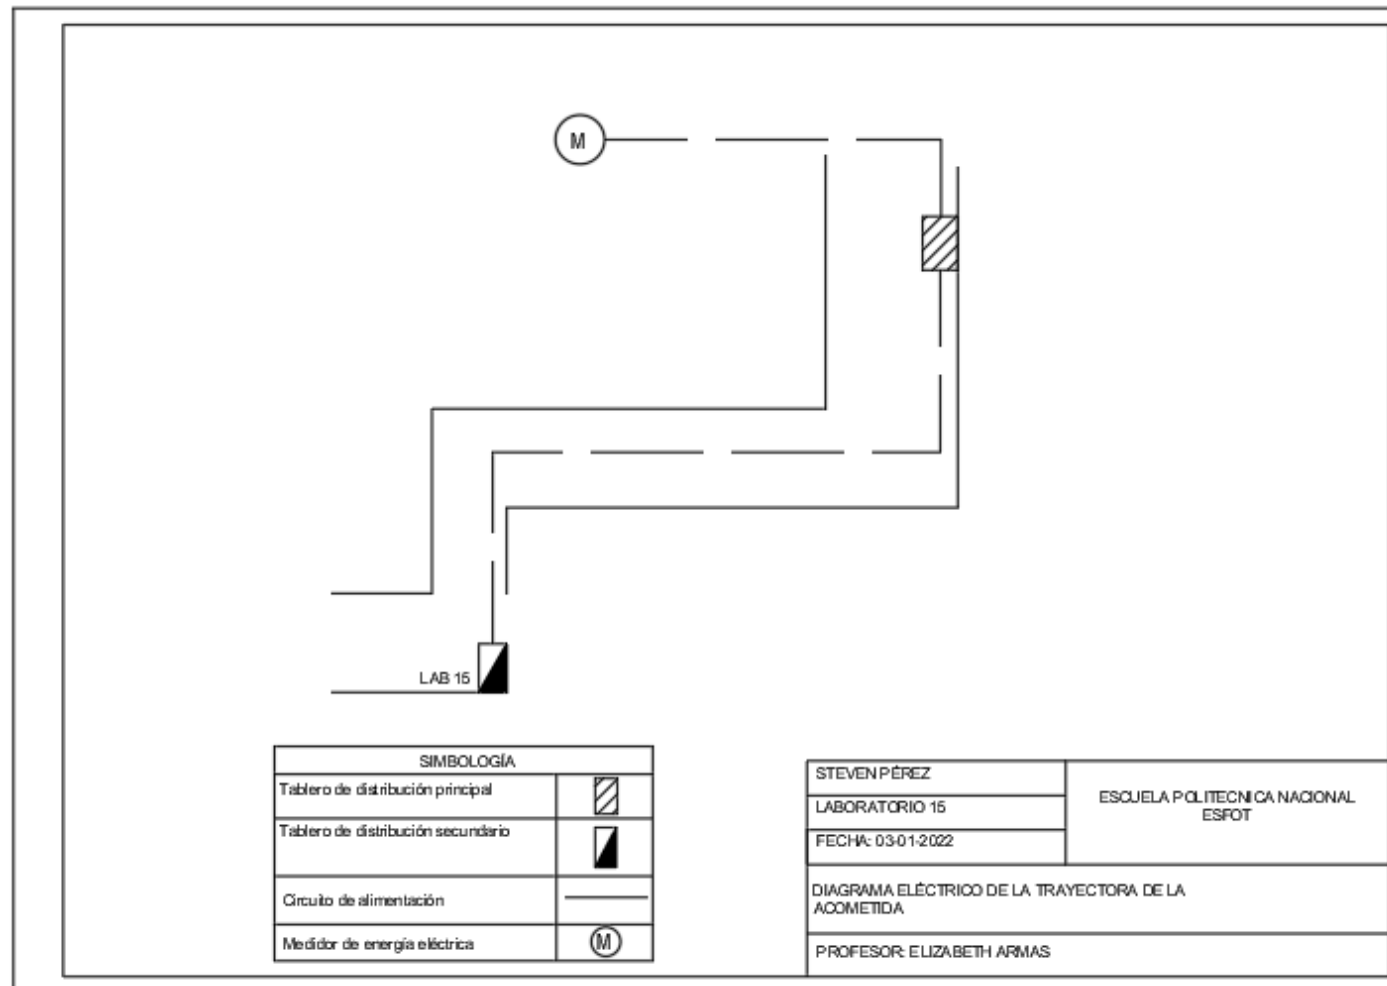 M
LAB 15
SIMBOLOGÍA
Tablero de distribución principal
Tablero de distribución secundario
Circuito de alimentación
Medidor de energía eléctrica
M
STEVEN PÉREZ
LABORATORIO 15
FECHA: 03-01-2022
ESCUELA POLITECNICA NACIONAL
ESFOT
DIAGRAMA ELÉCTRICO DE LA TRAYECTORA DE LA
ACOMETIDA
PROFESOR: ELIZABETH ARMAS